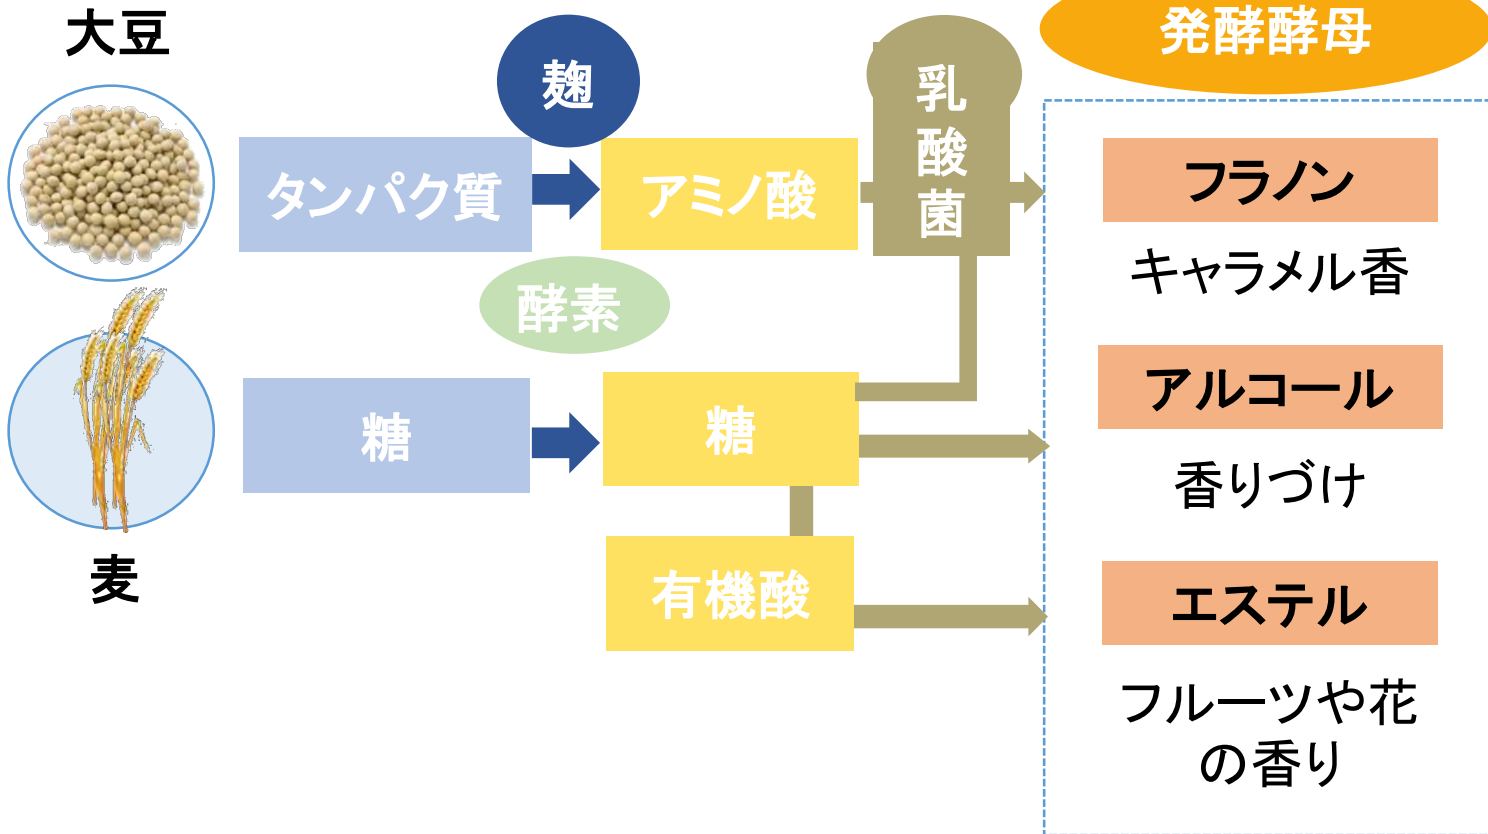 大豆
麹
乳
酸
菌
発酵酵母
タンパク質
アミノ酸
フラノン
キャラメル香
酵素
糖
糖
アルコール
香りづけ
麦
有機酸
エステル
フルーツや花
の香り